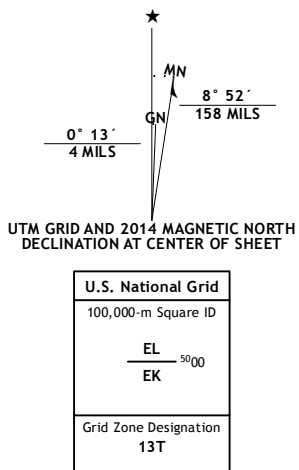 MN
GN
8° 52´
158 MILS
0° 13´
4 MILS
UTM GRID AND 2014 MAGNETIC NORTH
DECLINATION AT CENTER OF SHEET
U.S. National Grid
100,000-m Square ID
EL
5000
EK
Grid Zone Designation
13T